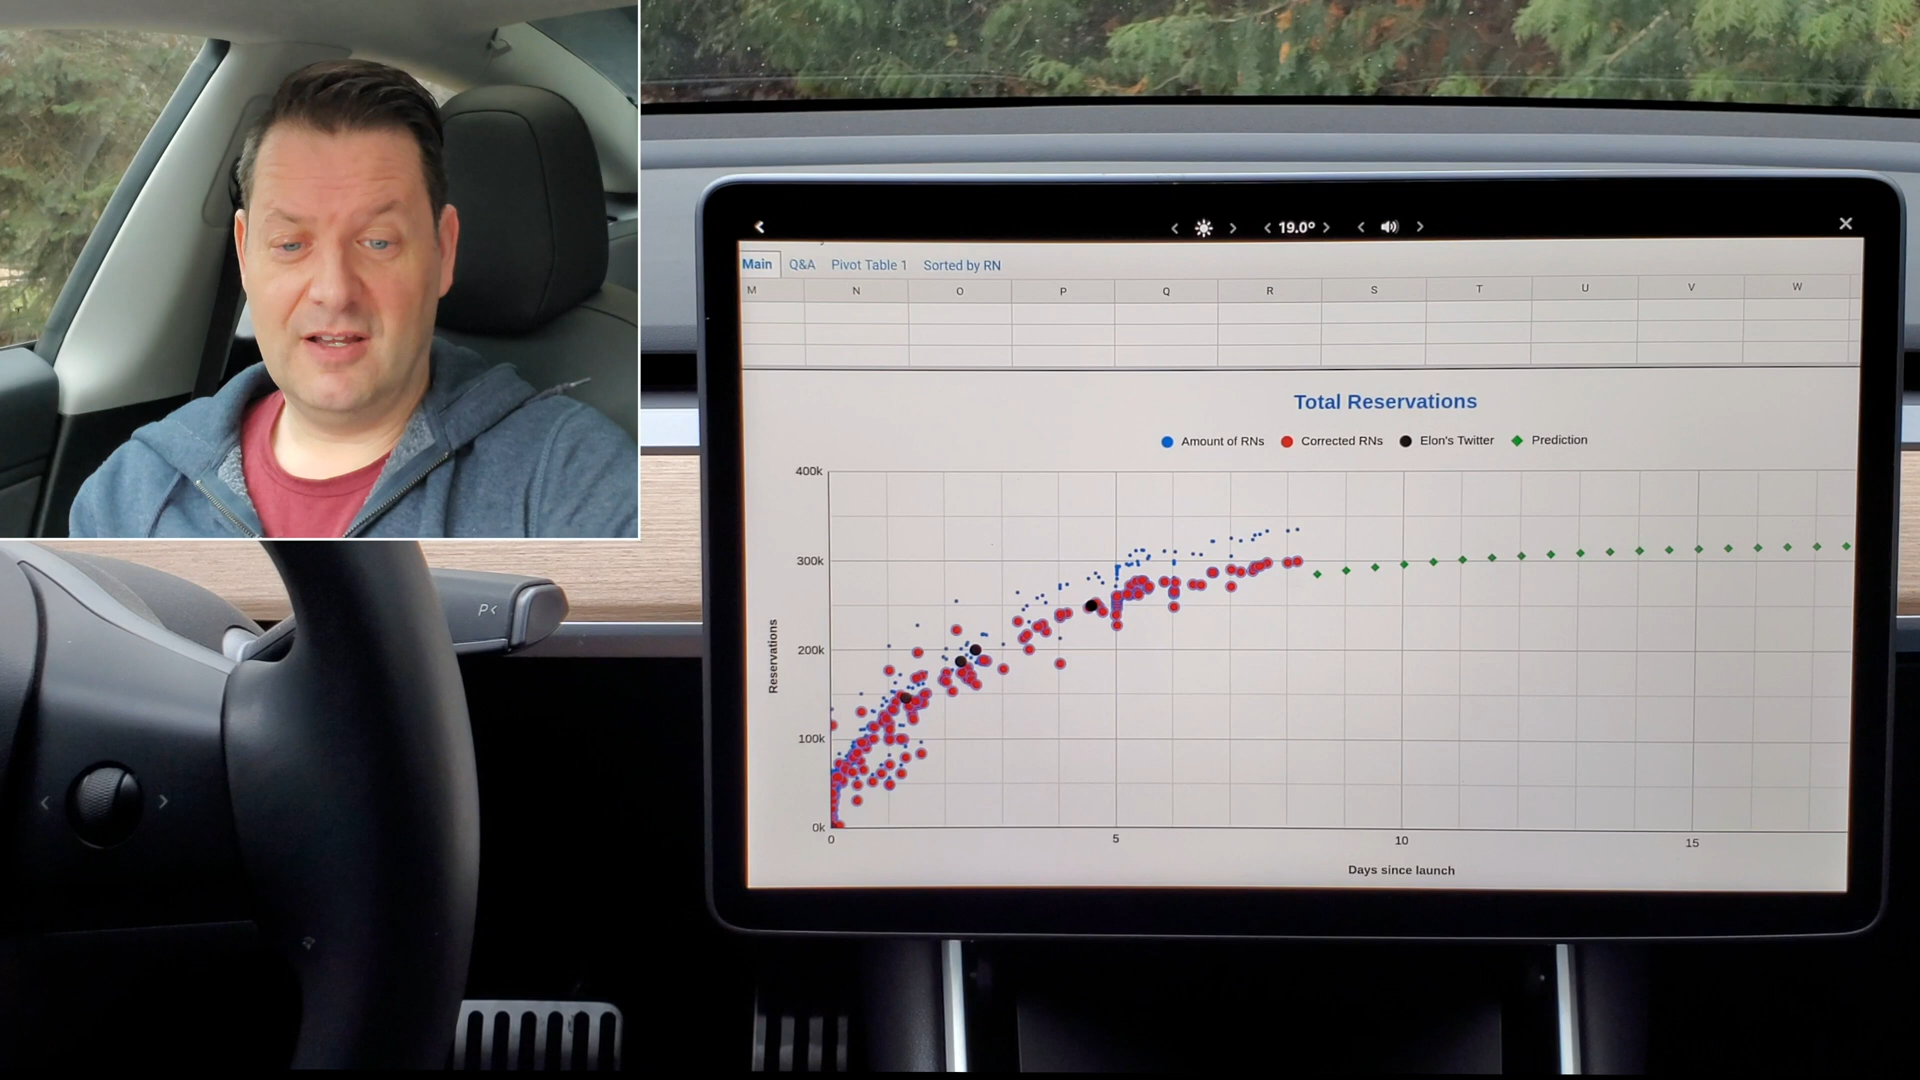 19.0°
Main Q&A Pivot Table 1 Sorted by RN
M N O P Q R S T U V W
Total Reservations
Amount of RNs Corrected RNs Elon's Twitter Prediction
400k
300k
200k
100k
0k
Reservations
0 5 10 15
Days since launch
P<